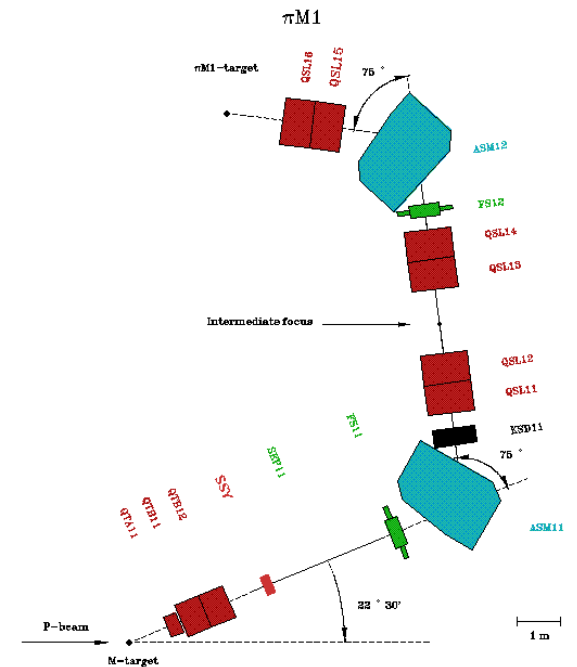 πM1
πM1-target
QSL16
QSL15
75 °
ASM12
FS12
QSL14
QSL13
Intermediate focus
QSL12
QSL11
KSD11
75 °
ASM11
FS11
SEP11
SSY
QTB12
QTB11
QTA11
22 ° 30'
P-beam
M-target
1 m